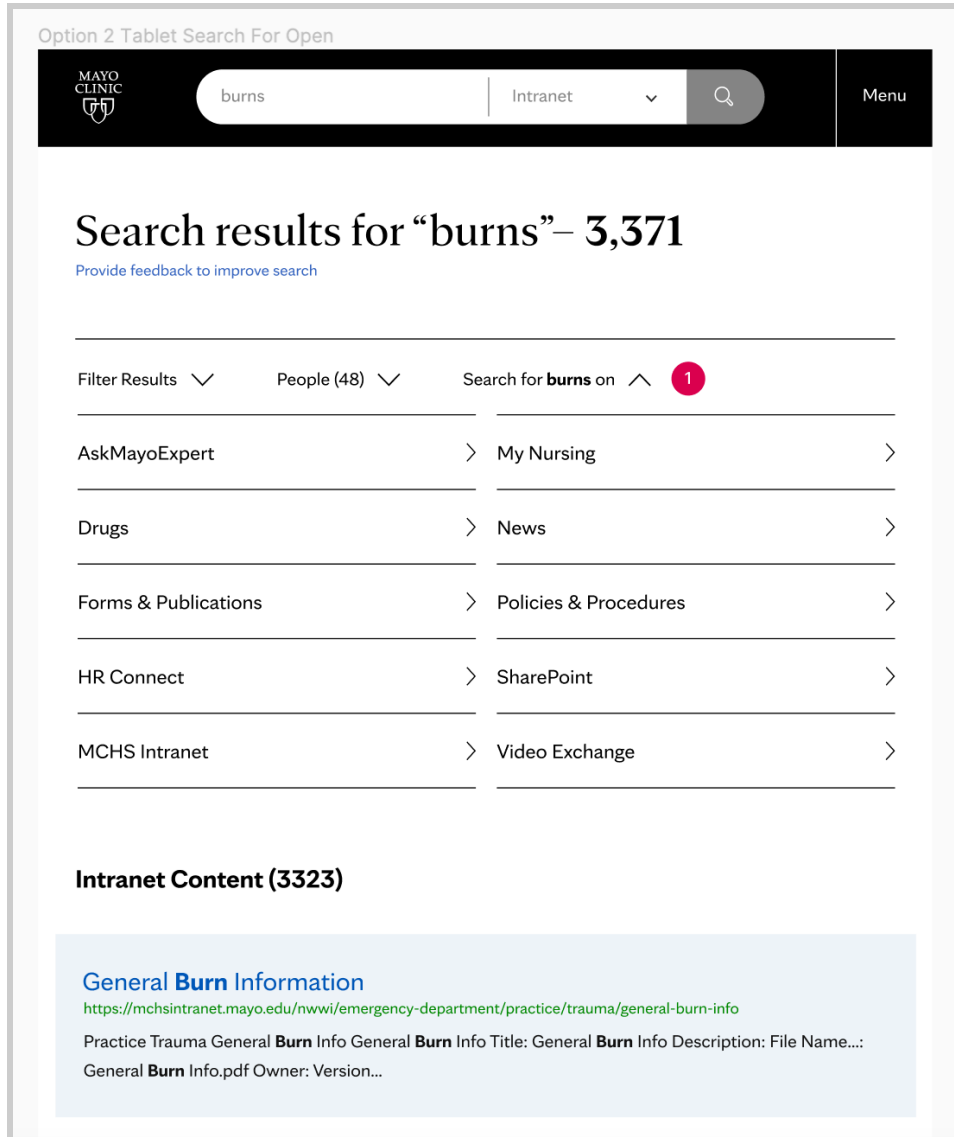 Option 2 Tablet Search For Open
MAYO
CLINIC
burns
Intranet
Menu
Search results for “burns”– 3,371
Provide feedback to improve search
Filter Results
People (48)
Search for burns on
1
AskMayoExpert
My Nursing
Drugs
News
Forms & Publications
Policies & Procedures
HR Connect
SharePoint
MCHS Intranet
Video Exchange
Intranet Content (3323)
General Burn Information
https://mchsintranet.mayo.edu/nwwi/emergency-department/practice/trauma/general-burn-info
Practice Trauma General Burn Info General Burn Info Title: General Burn Info Description: File Name...:
General Burn Info.pdf Owner: Version...